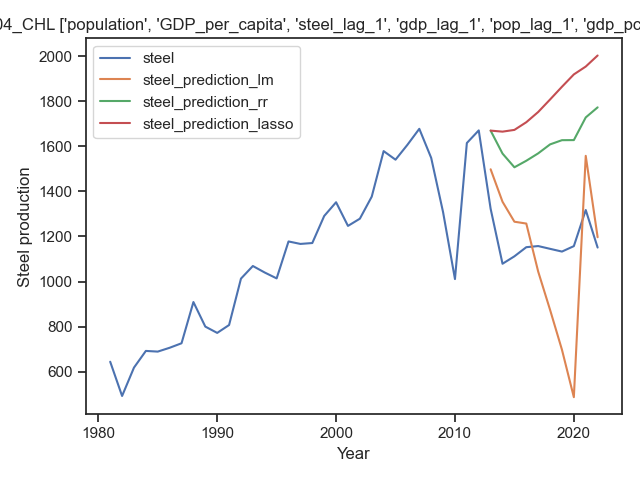 04_CHL ['population', 'GDP_per_capita', 'steel_lag_1', 'gdp_lag_1', 'pop_lag_1', 'gdp_po
steel
steel_prediction_lm
steel_prediction_rr
steel_prediction_lasso
2000
1800
1600
1400
1200
1000
800
600
Steel production
1980
1990
2000
2010
2020
Year